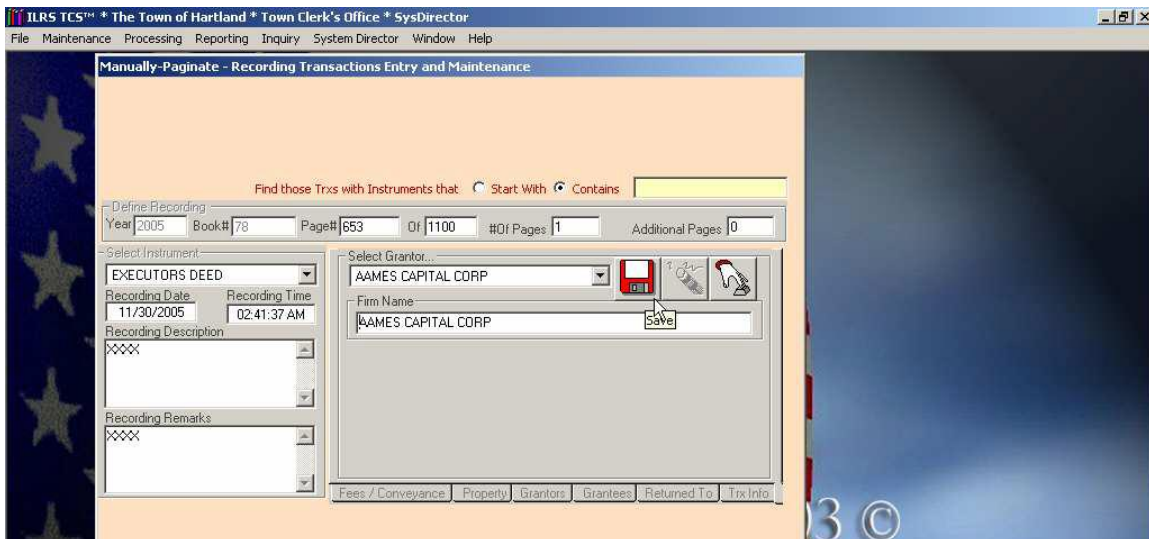 ILRS TCS™ * The Town of Hartland * Town Clerk's Office * SysDirector
File Maintenance Processing Reporting Inquiry System Director Window Help
Manually-Paginate - Recording Transactions Entry and Maintenance
Find those Trxs with Instruments that Start With Contains
Define Recording
Year 2005 Book# 78 Page# 653 Of 1100 #Of Pages 1 Additional Pages 0
Select Instrument
EXECUTORS DEED
Recording Date Recording Time
11/30/2005 02:41:37 AM
Recording Description
XXXX
Recording Remarks
XXXX
Select Grantor...
AAMES CAPITAL CORP
Firm Name
AAMES CAPITAL CORP
Save
Fees / Conveyance Property Grantors Grantees Returned To Trx Info
03 ©